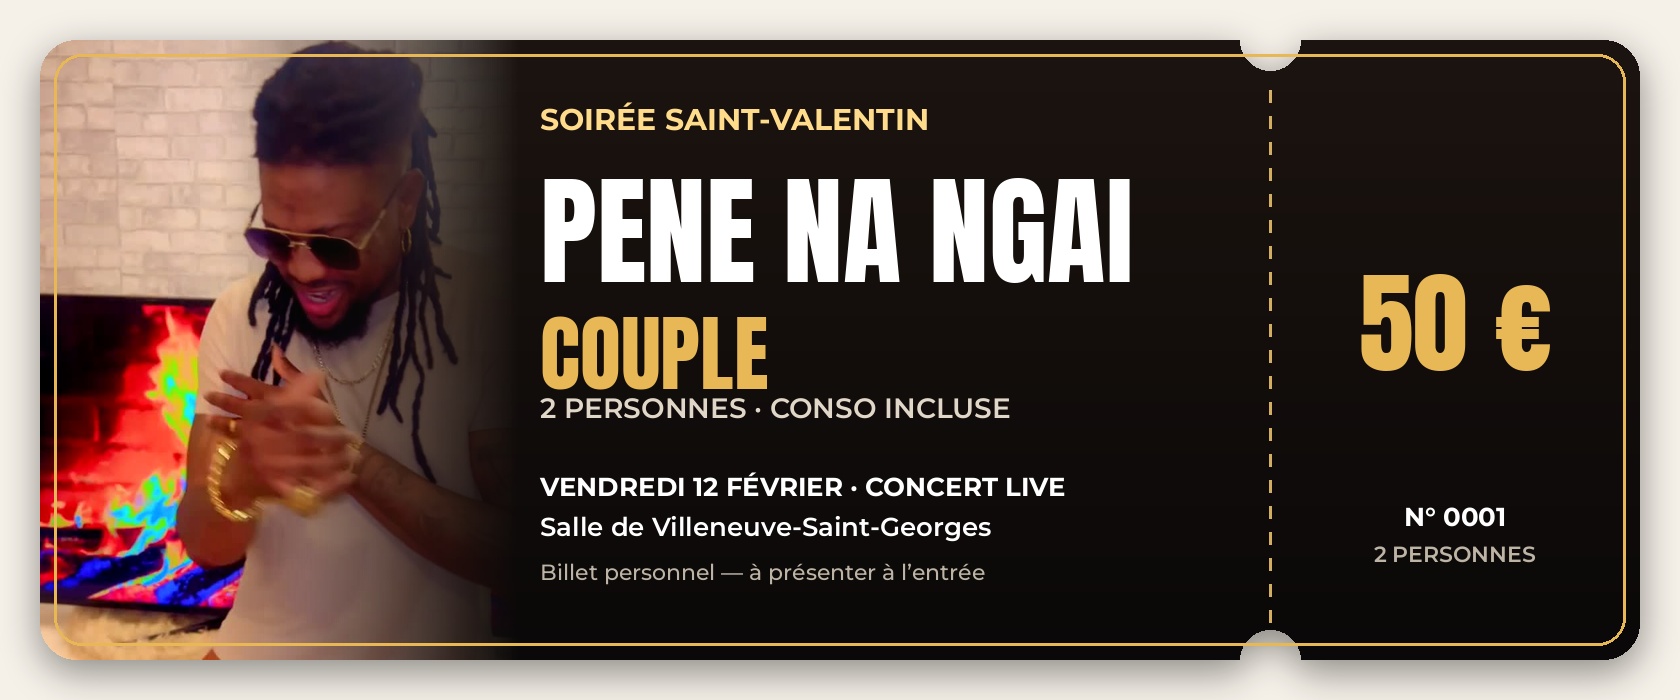 SOIRÉE SAINT-VALENTIN
PENE NA NGAI
COUPLE
2 PERSONNES · CONSO INCLUSE
VENDREDI 12 FÉVRIER · CONCERT LIVE
Salle de Villeneuve-Saint-Georges
Billet personnel — à présenter à l’entrée
50 €
N° 0001
2 PERSONNES